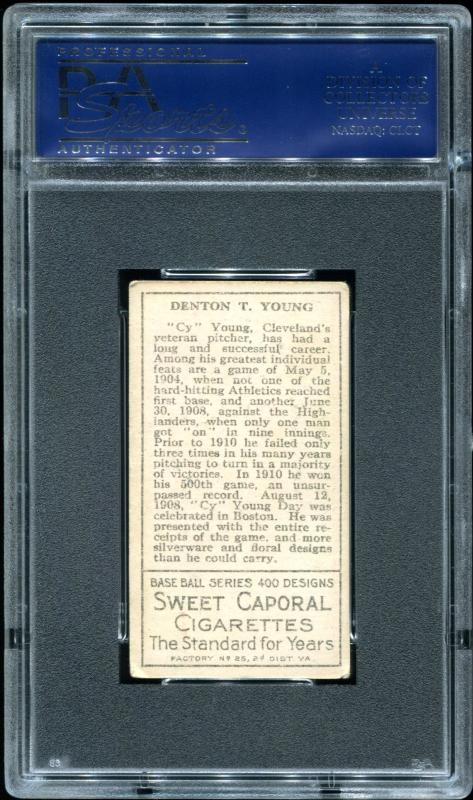 PROFESSIONAL
PSA
Sports
AUTHENTICATOR
A
DIVISION OF
COLLECTORS
UNIVERSE
NASDAQ: CLCT
DENTON T. YOUNG
"Cy" Young, Cleveland's
veteran pitcher, has had a
long and successful career.
Among his greatest individual
feats are a game of May 5,
1904, when not one of the
hard-hitting Athletics reached
first base, and another June
30, 1908, against the High-
landers, when only one man
got "on" in nine innings.
Prior to 1910 he failed only
three times in his many years
pitching to turn in a majority
of victories. In 1910 he won
his 500th game, an unsur-
passed record. August 12,
1908, "Cy" Young Day was
celebrated in Boston. He was
presented with the entire re-
ceipts of the game, and more
silverware and floral designs
than he could carry.
BASE BALL SERIES 400 DESIGNS
SWEET CAPORAL
CIGARETTES
The Standard for Years
FACTORY Nº 25, 2d DIST. VA.
PSA